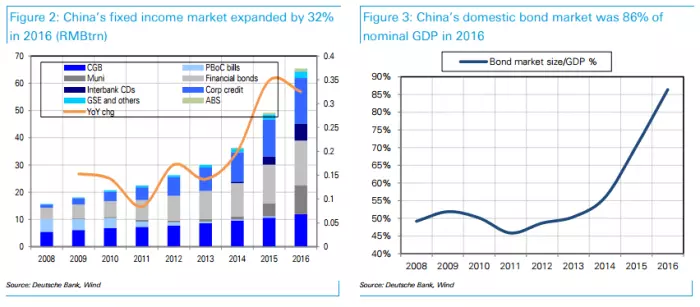 Figure 2: China's fixed income market expanded by 32%
in 2016 (RMBtrn)
70
60
50
40
30
20
10
0
0.4
0.35
0.3
0.25
0.2
0.15
0.1
0.05
0
CGB
PBoC bills
Muni
Financial bonds
Interbank CDs
Corp credit
GSE and others
ABS
YoY chg
2008 2009 2010 2011 2012 2013 2014 2015 2016
Source: Deutsche Bank, Wind
Figure 3: China's domestic bond market was 86% of
nominal GDP in 2016
Bond market size/GDP %
90%
85%
80%
75%
70%
65%
60%
55%
50%
45%
40%
2008 2009 2010 2011 2012 2013 2014 2015 2016
Source: Deutsche Bank, Wind